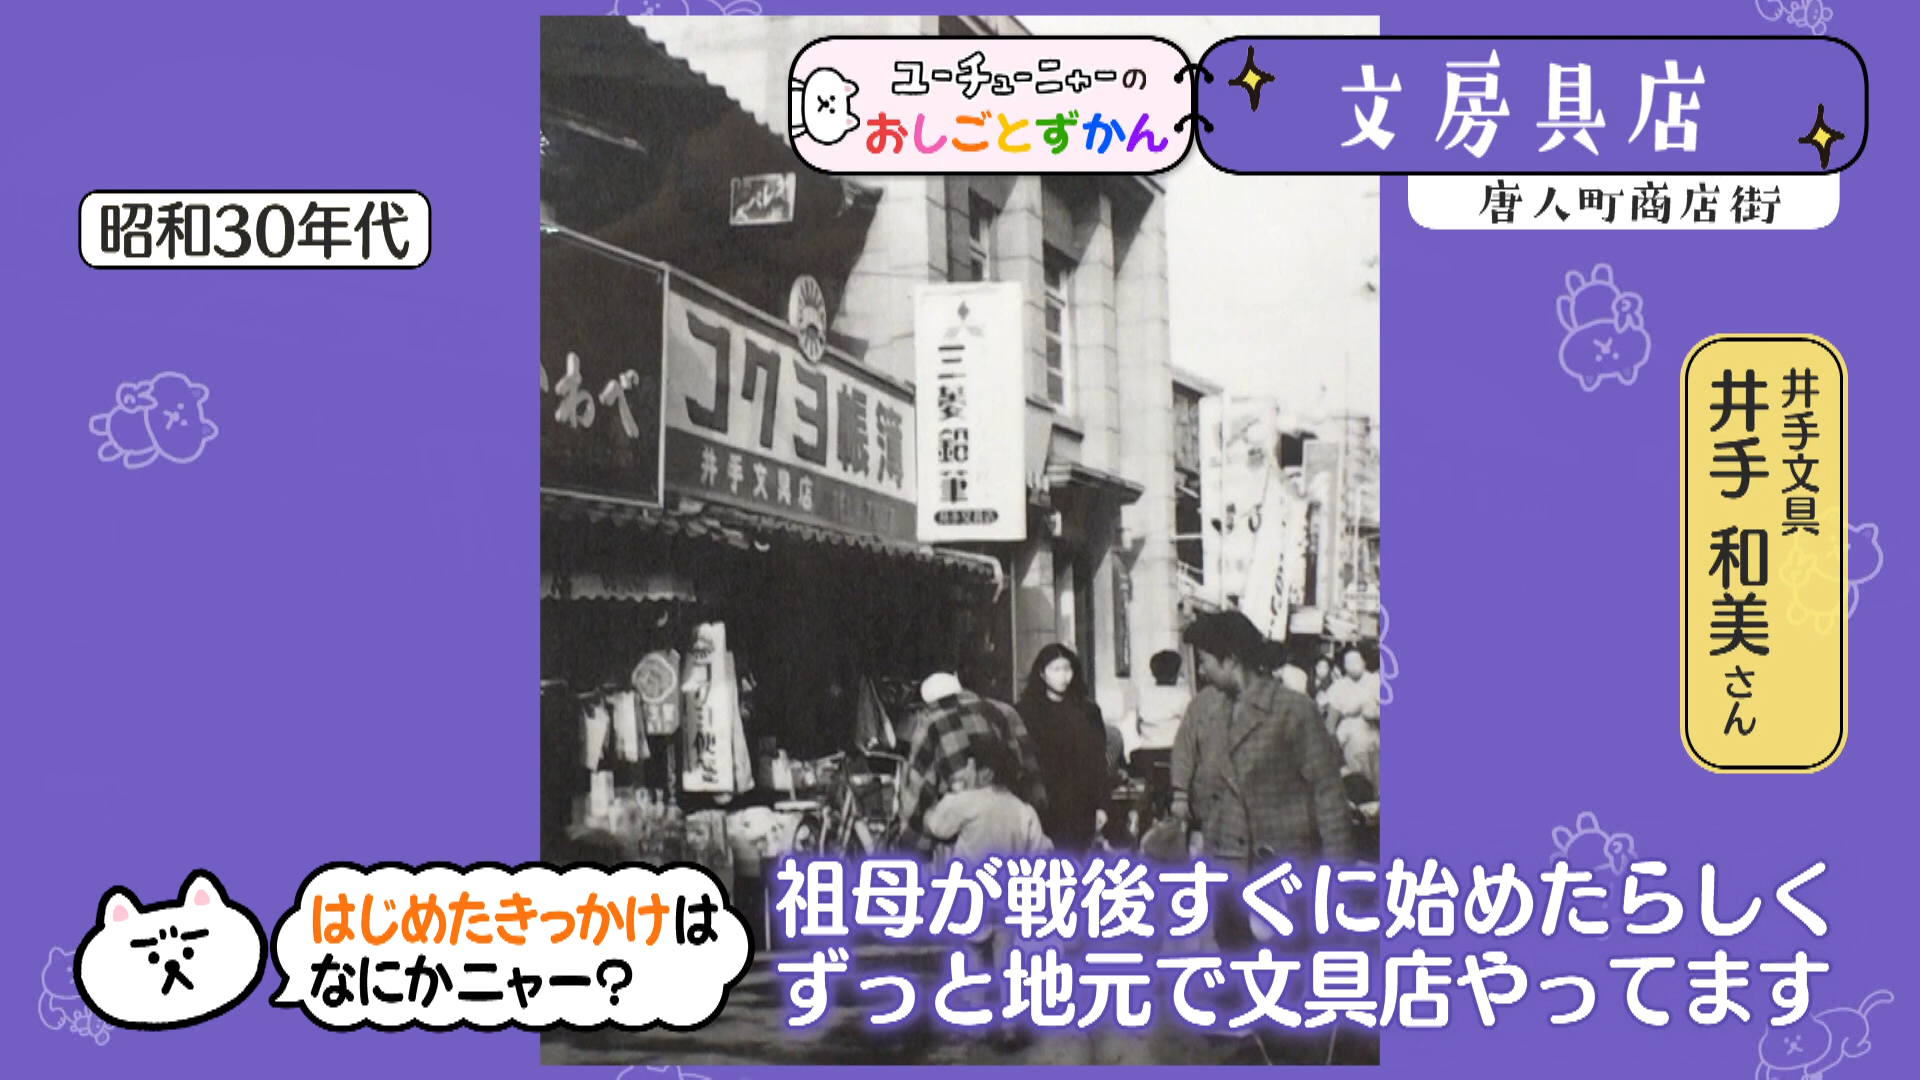 ユーチューニャーの
おしごとずかん
文房具店
唐人町商店街
昭和30年代
コクヨ帳簿
井手文具店
三菱鉛筆
井手文具
井手 和美さん
はじめたきっかけは
なにかニャー?
祖母が戦後すぐに始めたらしく
ずっと地元で文具店やってます